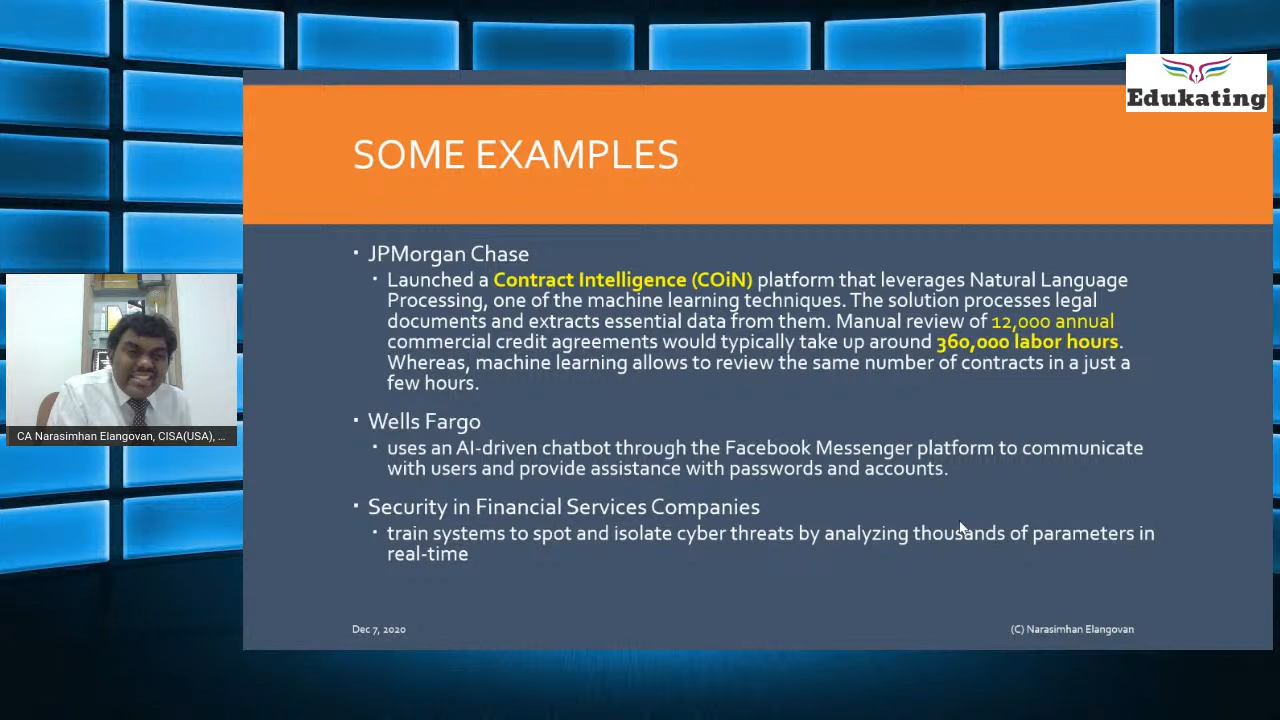 Edukating
SOME EXAMPLES
· JPMorgan Chase
· Launched a Contract Intelligence (COiN) platform that leverages Natural Language
Processing, one of the machine learning techniques. The solution processes legal
documents and extracts essential data from them. Manual review of 12,000 annual
commercial credit agreements would typically take up around 360,000 labor hours.
Whereas, machine learning allows to review the same number of contracts in a just a
few hours.
· Wells Fargo
· uses an AI-driven chatbot through the Facebook Messenger platform to communicate
with users and provide assistance with passwords and accounts.
· Security in Financial Services Companies
· train systems to spot and isolate cyber threats by analyzing thousands of parameters in
real-time
CA Narasimhan Elangovan, CISA(USA), ...
Dec 7, 2020
(C) Narasimhan Elangovan